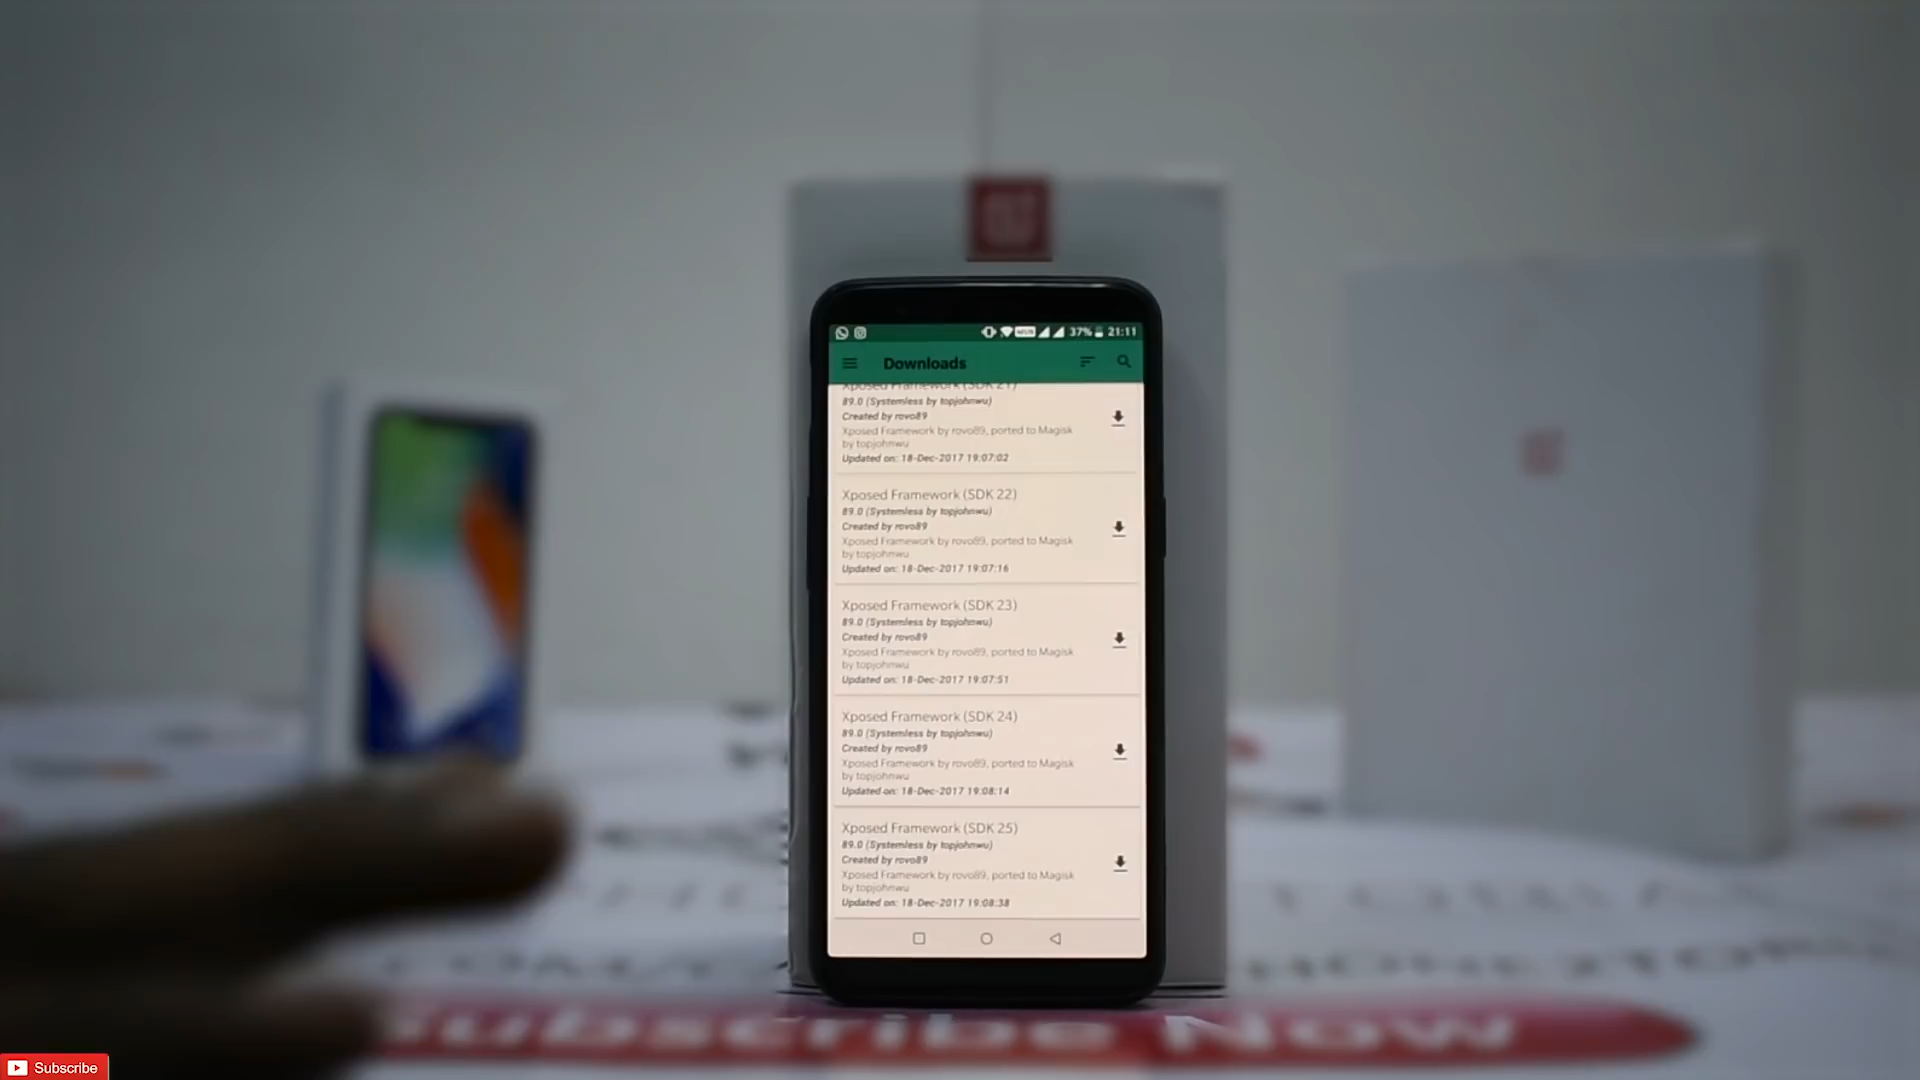 37% 21:11
Downloads
Xposed Framework (SDK 21)
89.0 (Systemless by topjohnwu)
Created by rovo89
Xposed Framework by rovo89, ported to Magisk
by topjohnwu
Updated on: 18-Dec-2017 19:07:02
Xposed Framework (SDK 22)
89.0 (Systemless by topjohnwu)
Created by rovo89
Xposed Framework by rovo89, ported to Magisk
by topjohnwu
Updated on: 18-Dec-2017 19:07:16
Xposed Framework (SDK 23)
89.0 (Systemless by topjohnwu)
Created by rovo89
Xposed Framework by rovo89, ported to Magisk
by topjohnwu
Updated on: 18-Dec-2017 19:07:51
Xposed Framework (SDK 24)
89.0 (Systemless by topjohnwu)
Created by rovo89
Xposed Framework by rovo89, ported to Magisk
by topjohnwu
Updated on: 18-Dec-2017 19:08:14
Xposed Framework (SDK 25)
89.0 (Systemless by topjohnwu)
Created by rovo89
Xposed Framework by rovo89, ported to Magisk
by topjohnwu
Updated on: 18-Dec-2017 19:08:38
Subscribe Now
Subscribe